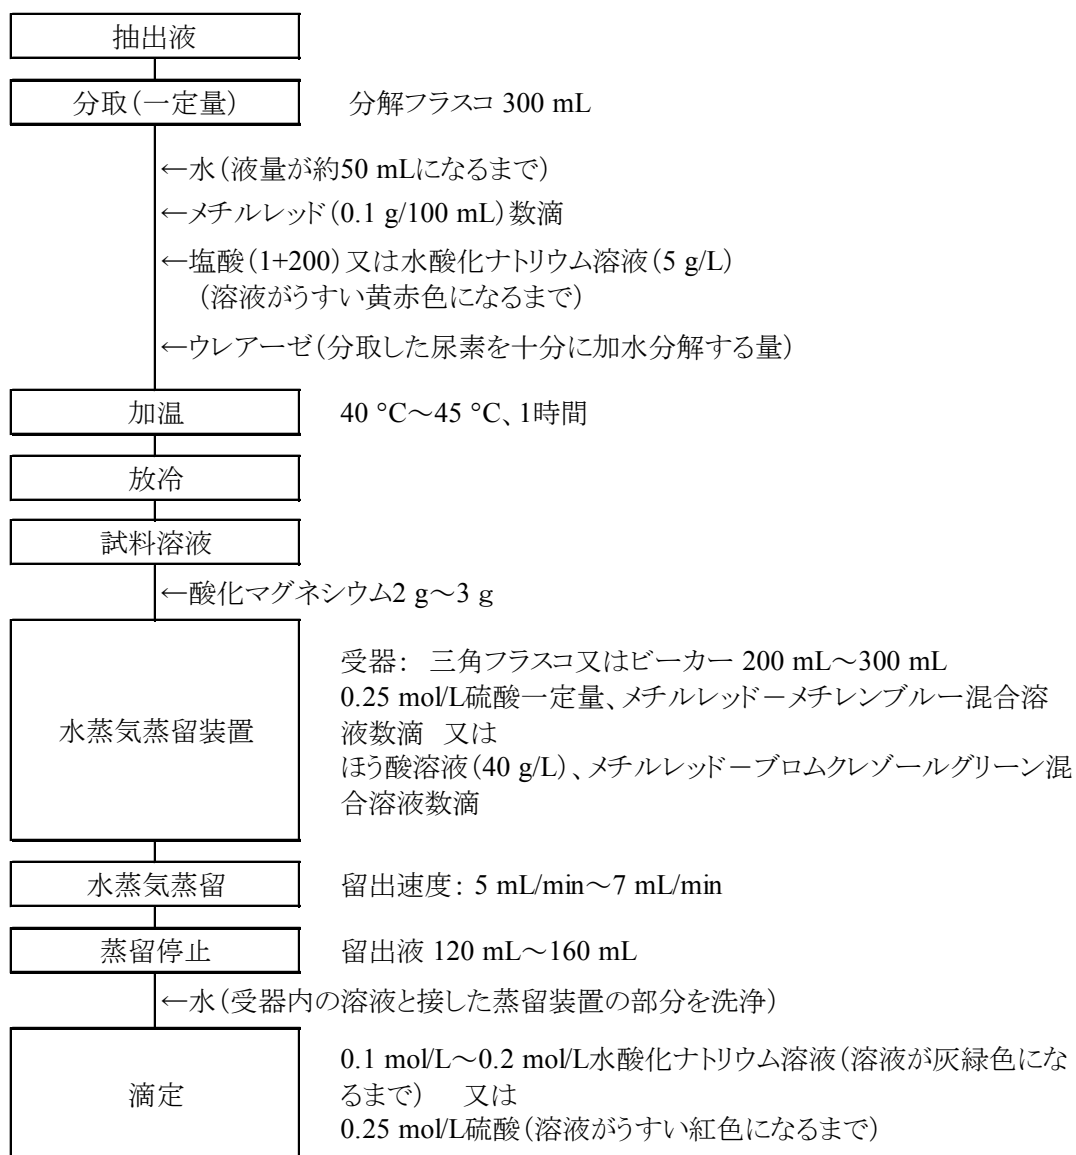 抽出液
分取（一定量） 分解フラスコ 300 mL
←水（液量が約50 mLになるまで）
←メチルレッド（0.1 g/100 mL）数滴
←塩酸（1+200）又は水酸化ナトリウム溶液（5 g/L）
（溶液がうすい黄赤色になるまで）
←ウレアーゼ（分取した尿素を十分に加水分解する量）
加温 40 °C～45 °C、1時間
放冷
試料溶液
←酸化マグネシウム2 g～3 g
水蒸気蒸留装置
受器： 三角フラスコ又はビーカー 200 mL～300 mL
0.25 mol/L硫酸一定量、メチルレッド－メチレンブルー混合溶
液数滴 又は
ほう酸溶液（40 g/L）、メチルレッド－ブロムクレゾールグリーン混
合溶液数滴
水蒸気蒸留 留出速度： 5 mL/min～7 mL/min
蒸留停止 留出液 120 mL～160 mL
←水（受器内の溶液と接した蒸留装置の部分を洗浄）
滴定
0.1 mol/L～0.2 mol/L水酸化ナトリウム溶液（溶液が灰緑色にな
るまで） 又は
0.25 mol/L硫酸（溶液がうすい紅色になるまで）